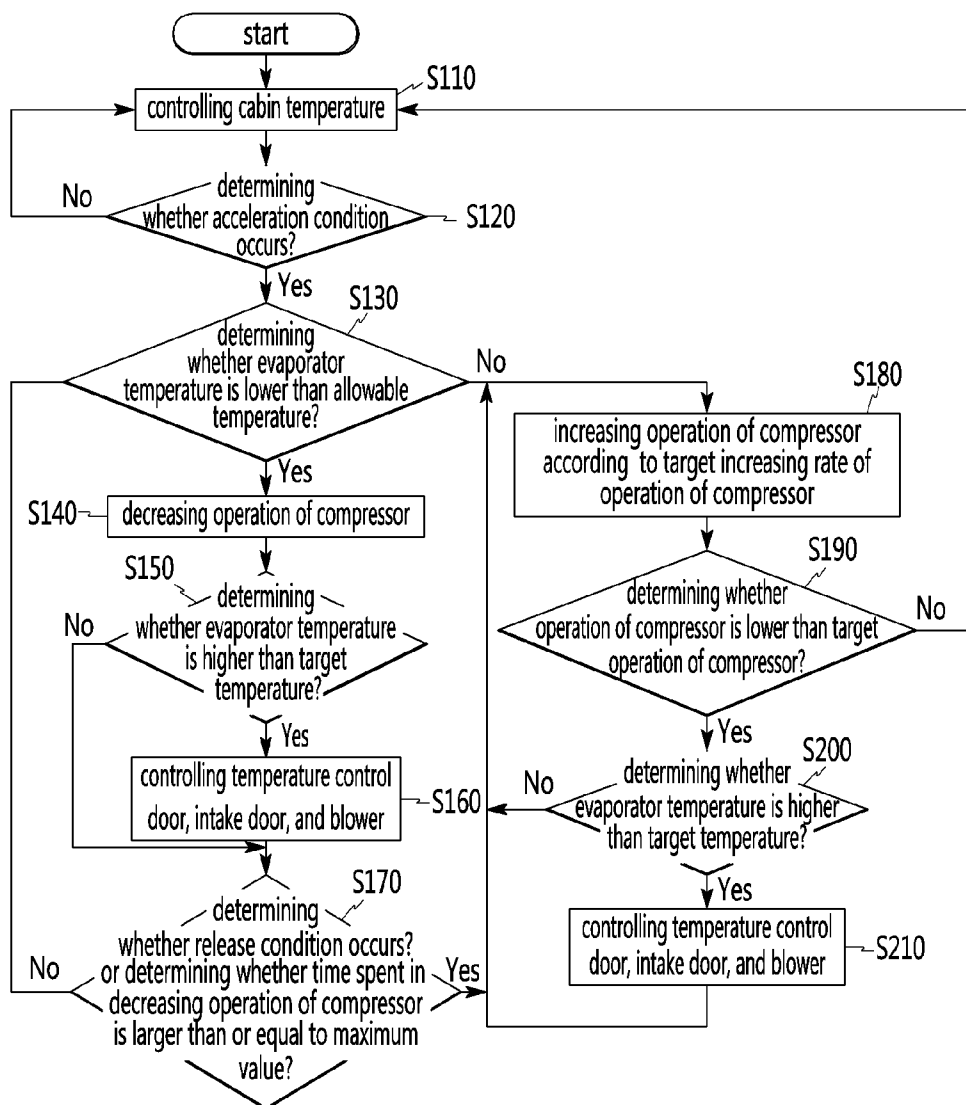 start
S110
controlling cabin temperature
No
determining
whether acceleration condition
occurs?
S120
Yes
S130
determining
whether evaporator
temperature is lower than allowable
temperature?
No
Yes
S140
decreasing operation of compressor
S150
determining
whether evaporator temperature
is higher than target
temperature?
No
Yes
controlling temperature control
door, intake door, and blower
S160
S170
determining
whether release condition occurs?
or determining whether time spent in
decreasing operation of compressor
is larger than or equal to maximum
value?
No
Yes
S180
increasing operation of compressor
according to target increasing rate of
operation of compressor
S190
determining whether
operation of compressor is lower than target
operation of compressor?
No
Yes
S200
determining whether
evaporator temperature is higher
than target temperature?
No
Yes
controlling temperature control
door, intake door, and blower
S210